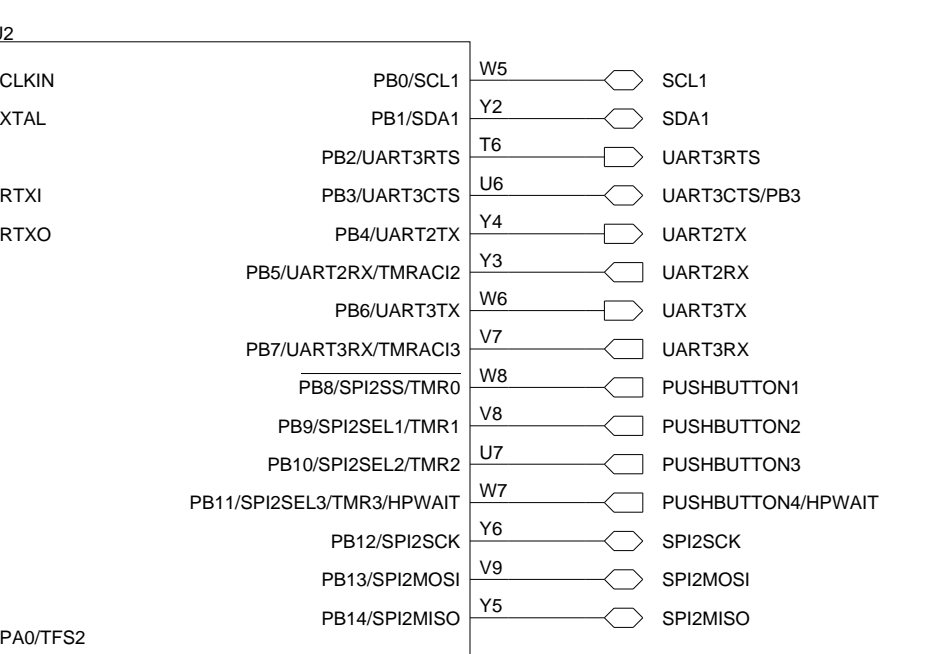 U2
CLKIN PB0/SCL1 W5 SCL1
XTAL PB1/SDA1 Y2 SDA1
PB2/UART3RTS T6 UART3RTS
RTXI PB3/UART3CTS U6 UART3CTS/PB3
RTXO PB4/UART2TX Y4 UART2TX
PB5/UART2RX/TMRACI2 Y3 UART2RX
PB6/UART3TX W6 UART3TX
PB7/UART3RX/TMRACI3 V7 UART3RX
PB8/SPI2SS/TMR0 W8 PUSHBUTTON1
PB9/SPI2SEL1/TMR1 V8 PUSHBUTTON2
PB10/SPI2SEL2/TMR2 U7 PUSHBUTTON3
PB11/SPI2SEL3/TMR3/HPWAIT W7 PUSHBUTTON4/HPWAIT
PB12/SPI2SCK Y6 SPI2SCK
PB13/SPI2MOSI V9 SPI2MOSI
PB14/SPI2MISO Y5 SPI2MISO
PA0/TFS2